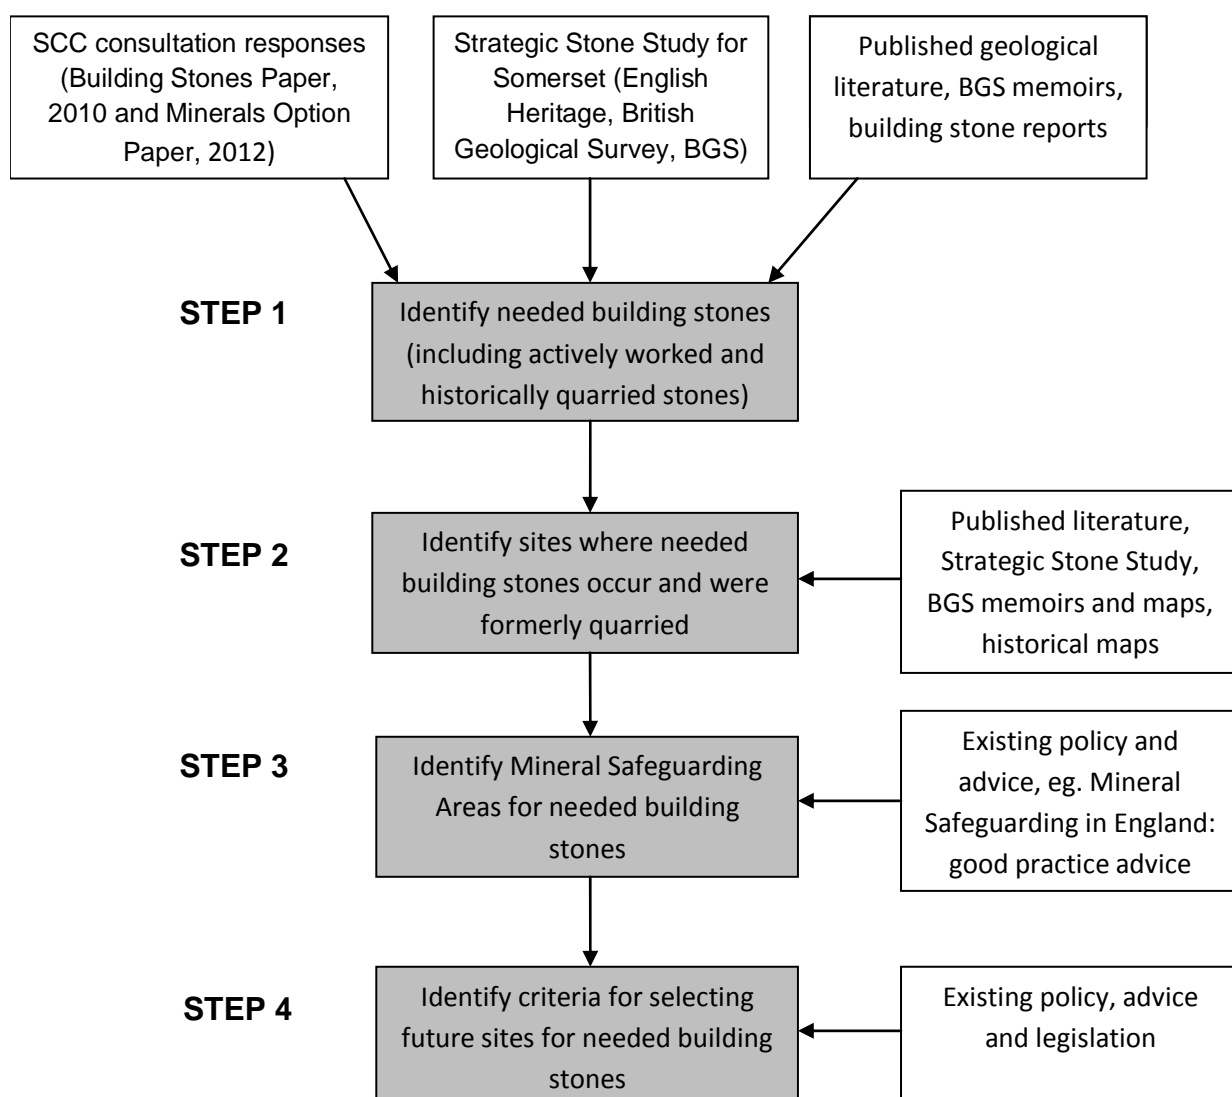 SCC consultation responses
(Building Stones Paper,
2010 and Minerals Option
Paper, 2012)
Strategic Stone Study for
Somerset (English
Heritage, British
Geological Survey, BGS)
Published geological
literature, BGS memoirs,
building stone reports
STEP 1
Identify needed building stones
(including actively worked and
historically quarried stones)
STEP 2
Identify sites where needed
building stones occur and were
formerly quarried
Published literature,
Strategic Stone Study,
BGS memoirs and maps,
historical maps
STEP 3
Identify Mineral Safeguarding
Areas for needed building
stones
Existing policy and
advice, eg. Mineral
Safeguarding in England:
good practice advice
STEP 4
Identify criteria for selecting
future sites for needed building
stones
Existing policy, advice
and legislation